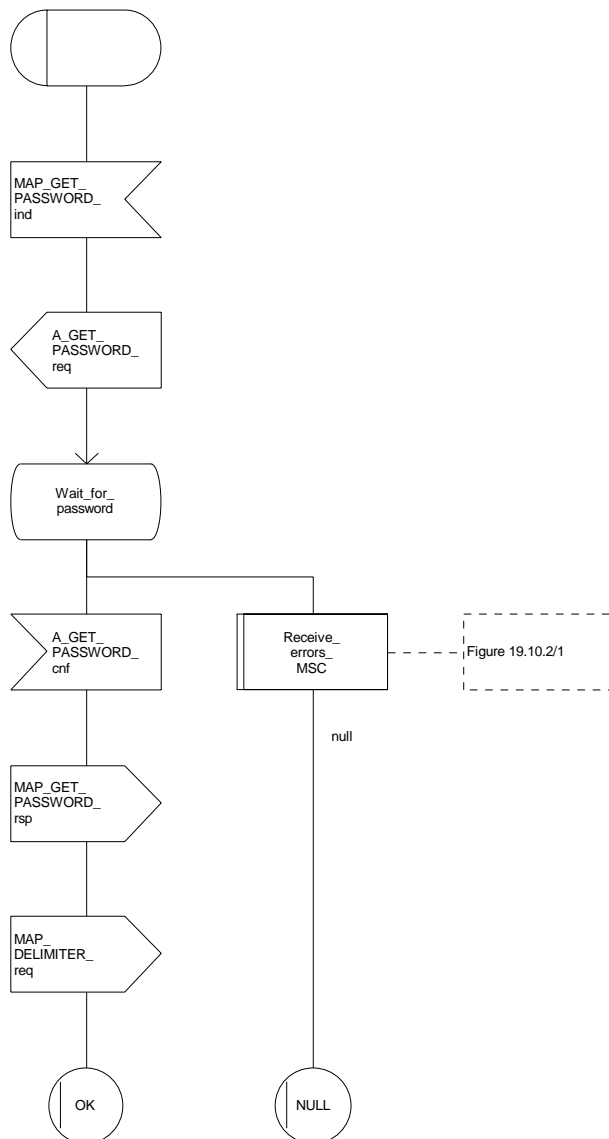 MAP_GET_
PASSWORD_
ind
A_GET_
PASSWORD_
req
Wait_for_
password
A_GET_
PASSWORD_
cnf
Receive_
errors_
MSC
Figure 19.10.2/1
null
MAP_GET_
PASSWORD_
rsp
MAP_
DELIMITER_
req
OK
NULL